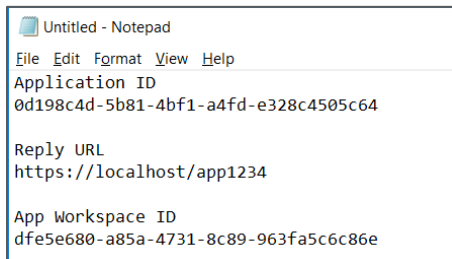 Untitled - Notepad
File Edit Format View Help
Application ID
0d198c4d-5b81-4bf1-a4fd-e328c4505c64
Reply URL
https://localhost/app1234
App Workspace ID
dfe5e680-a85a-4731-8c89-963fa5c6c86e